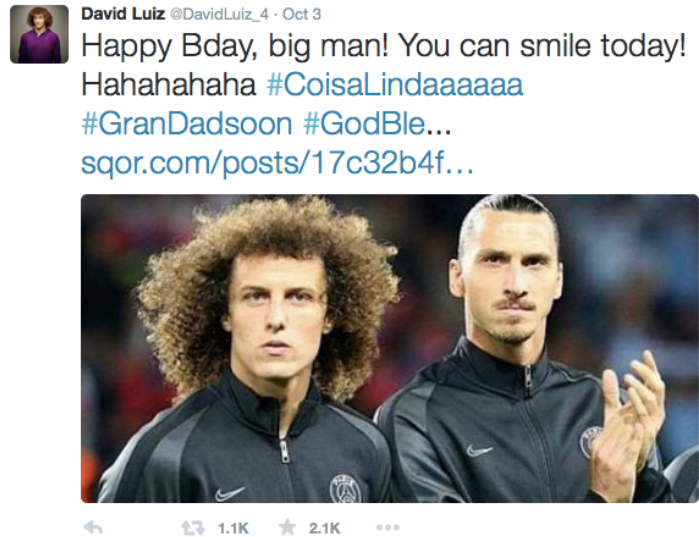 David Luiz @DavidLuiz_4 · Oct 3
Happy Bday, big man! You can smile today!
Hahahahaha #CoisaLindaaaaaa
#GranDadsoon #GodBle...
sqor.com/posts/17c32b4f...
PARIS
1.1K 2.1K